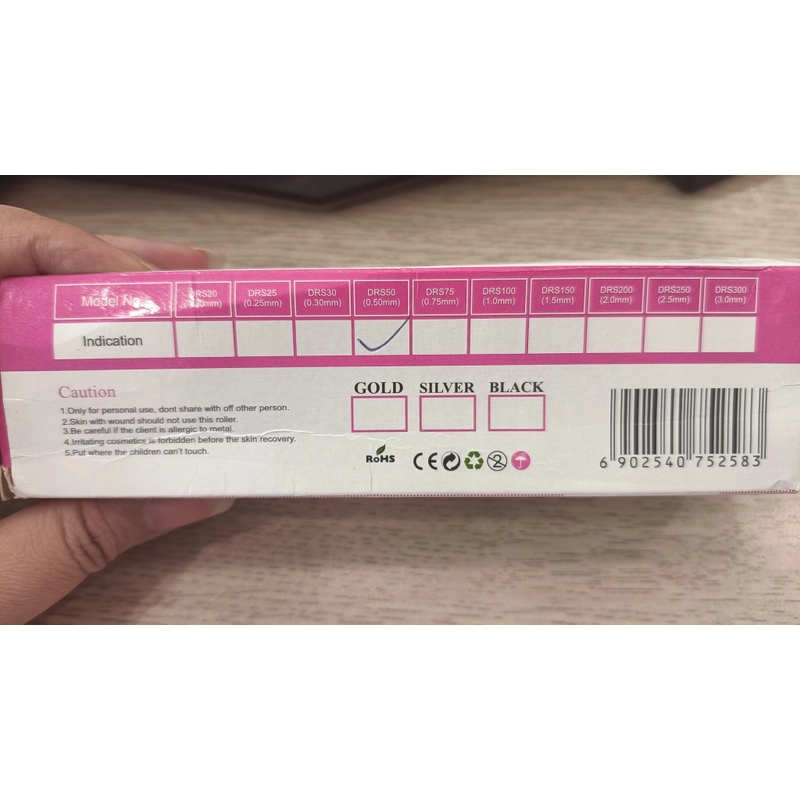 Model No. DRS20 DRS25 DRS30 DRS50 DRS75 DRS100 DRS150 DRS200 DRS250 DRS300
(0.20mm) (0.25mm) (0.30mm) (0.50mm) (0.75mm) (1.0mm) (1.5mm) (2.0mm) (2.5mm) (3.0mm)
Indication
Caution
1.Only for personal use, dont share with off other person.
2.Skin with wound should not use this roller.
3.Be careful if the client is allergic to metal.
4.Irritating cosmetics is forbidden before the skin recovery.
5.Put where the children can't touch.
GOLD SILVER BLACK
RoHS CE 2
6 902540 752583